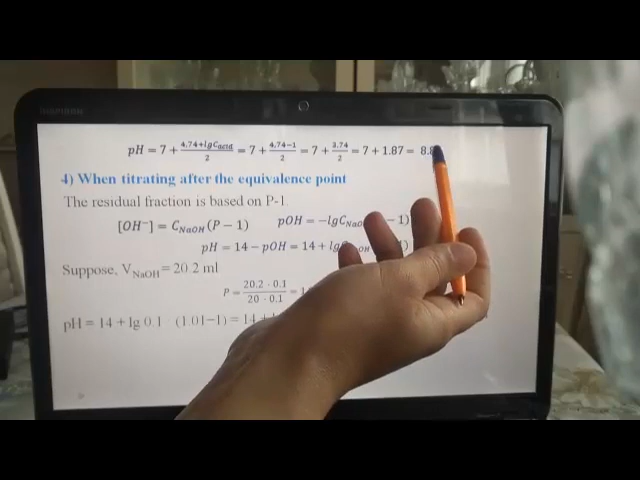 pH = 7 + (4.74+lgC_acid)/2 = 7 + (4.74−1)/2 = 7 + 3.74/2 = 7 + 1.87 = 8.8
4) When titrating after the equivalence point
The residual fraction is based on P-1.
[OH⁻] = C_NaOH(P − 1) pOH = −lgC_NaO − 1)
pH = 14 − pOH = 14 + lg
Suppose, V_NaOH = 20.2 ml
P = (20.2 · 0.1)/(20 · 0.1) =
pH = 14 + lg 0.1 (1.01−1) = 14 +